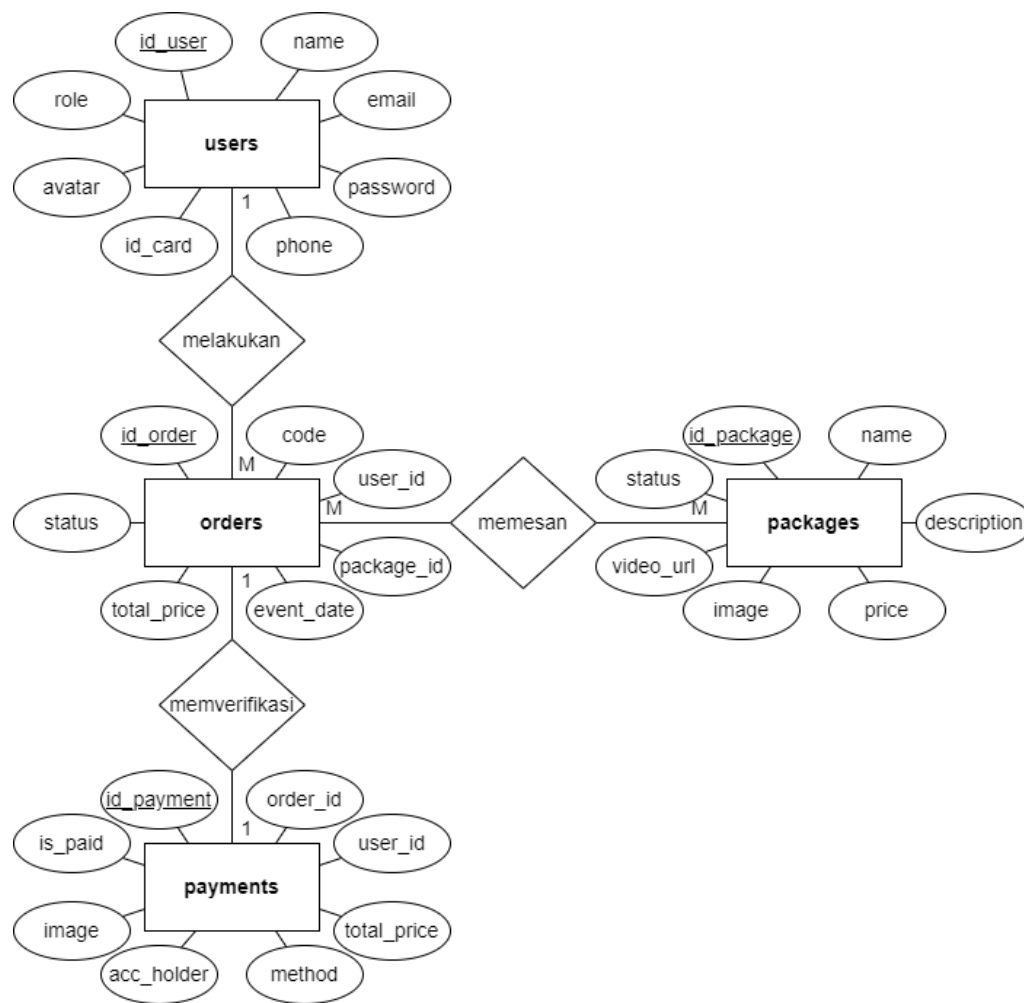 id_user
name
role
email
users
avatar
password
1
id_card
phone
melakukan
id_order
code
id_package
name
M
user_id
status
status
orders
M
memesan
M
packages
description
package_id
video_url
1
total_price
event_date
image
price
memverifikasi
id_payment
order_id
1
is_paid
user_id
payments
image
total_price
acc_holder
method